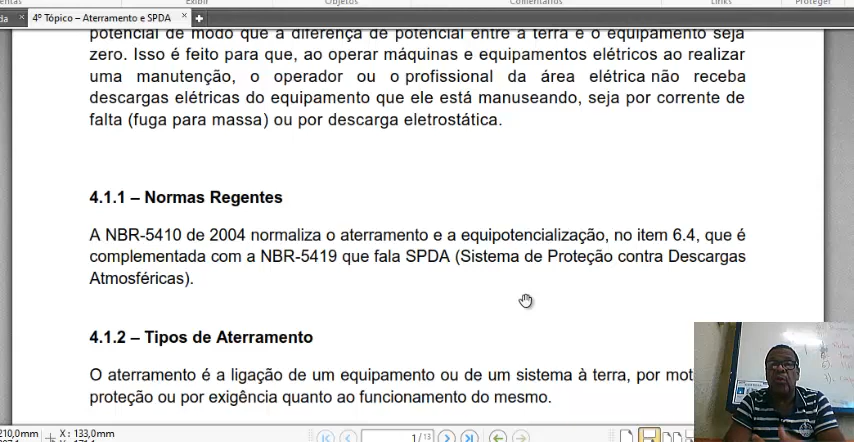 Exibir
Objetos
Comentários
Links
Proteger
4º Tópico – Aterramento e SPDA
potencial de modo que a diferença de potencial entre a terra e o equipamento seja
zero. Isso é feito para que, ao operar máquinas e equipamentos elétricos ao realizar
uma manutenção, o operador ou o profissional da área elétrica não receba
descargas elétricas do equipamento que ele está manuseando, seja por corrente de
falta (fuga para massa) ou por descarga eletrostática.
4.1.1 – Normas Regentes
A NBR-5410 de 2004 normaliza o aterramento e a equipotencialização, no item 6.4, que é
complementada com a NBR-5419 que fala SPDA (Sistema de Proteção contra Descargas
Atmosféricas).
4.1.2 – Tipos de Aterramento
O aterramento é a ligação de um equipamento ou de um sistema à terra, por mot
proteção ou por exigência quanto ao funcionamento do mesmo.
210,0mm X: 133,0mm 1/13